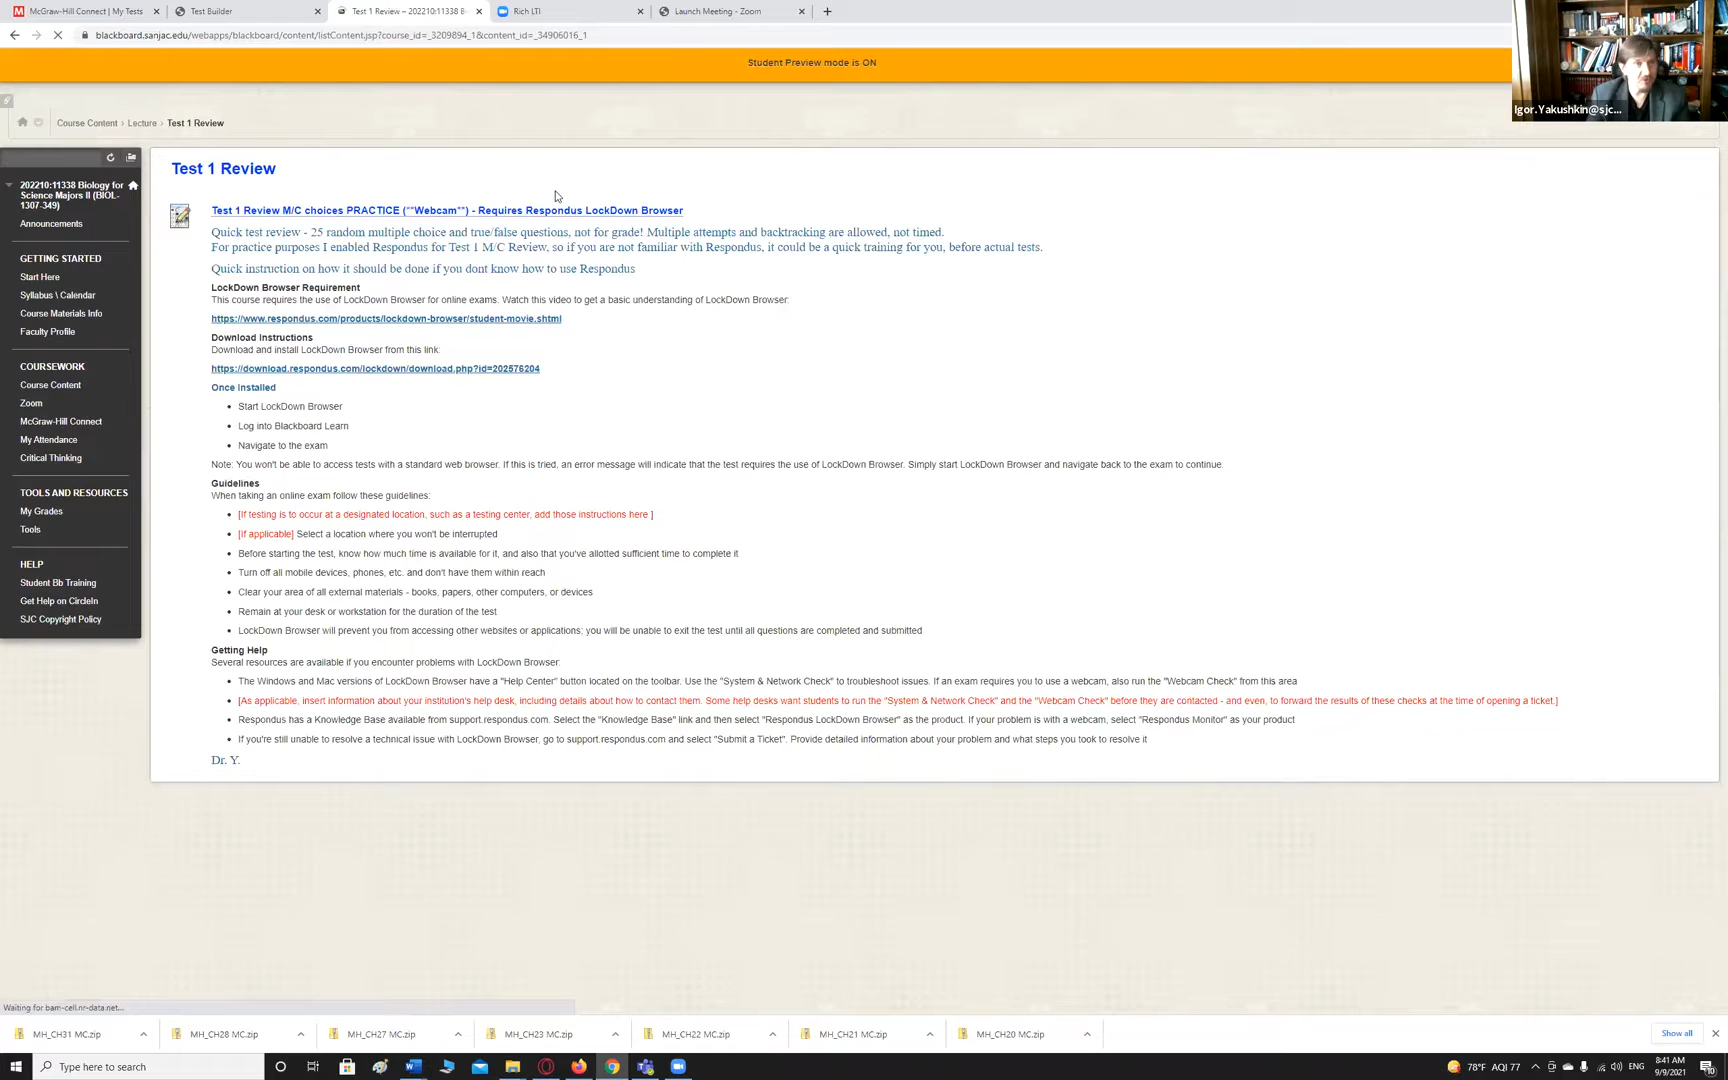 McGraw-Hill Connect | My Tests
Test Builder
Test 1 Review – 202210:11338 B
Rich LTI
Launch Meeting - Zoom
blackboard.sanjac.edu/webapps/blackboard/content/listContent.jsp?course_id=_3209894_1&content_id=_34906016_1
Student Preview mode is ON
Igor.Yakushkin@sjc...
Course Content > Lecture > Test 1 Review
202210:11338 Biology for
Science Majors II (BIOL-
1307-349)
Announcements
GETTING STARTED
Start Here
Syllabus \ Calendar
Course Materials Info
Faculty Profile
COURSEWORK
Course Content
Zoom
McGraw-Hill Connect
My Attendance
Critical Thinking
TOOLS AND RESOURCES
My Grades
Tools
HELP
Student Bb Training
Get Help on CircleIn
SJC Copyright Policy
Test 1 Review
Test 1 Review M/C choices PRACTICE (**Webcam**) - Requires Respondus LockDown Browser
Quick test review - 25 random multiple choice and true/false questions, not for grade! Multiple attempts and backtracking are allowed, not timed.
For practice purposes I enabled Respondus for Test 1 M/C Review, so if you are not familiar with Respondus, it could be a quick training for you, before actual tests.
Quick instruction on how it should be done if you dont know how to use Respondus
LockDown Browser Requirement
This course requires the use of LockDown Browser for online exams. Watch this video to get a basic understanding of LockDown Browser:
https://www.respondus.com/products/lockdown-browser/student-movie.shtml
Download Instructions
Download and install LockDown Browser from this link:
https://download.respondus.com/lockdown/download.php?id=202576204
Once Installed
• Start LockDown Browser
• Log into Blackboard Learn
• Navigate to the exam
Note: You won't be able to access tests with a standard web browser. If this is tried, an error message will indicate that the test requires the use of LockDown Browser. Simply start LockDown Browser and navigate back to the exam to continue.
Guidelines
When taking an online exam follow these guidelines:
• [If testing is to occur at a designated location, such as a testing center, add those instructions here ]
• [If applicable] Select a location where you won't be interrupted
• Before starting the test, know how much time is available for it, and also that you've allotted sufficient time to complete it
• Turn off all mobile devices, phones, etc. and don't have them within reach
• Clear your area of all external materials - books, papers, other computers, or devices
• Remain at your desk or workstation for the duration of the test
• LockDown Browser will prevent you from accessing other websites or applications; you will be unable to exit the test until all questions are completed and submitted
Getting Help
Several resources are available if you encounter problems with LockDown Browser:
• The Windows and Mac versions of LockDown Browser have a "Help Center" button located on the toolbar. Use the "System & Network Check" to troubleshoot issues. If an exam requires you to use a webcam, also run the "Webcam Check" from this area
• [As applicable, insert information about your institution's help desk, including details about how to contact them. Some help desks want students to run the "System & Network Check" and the "Webcam Check" before they are contacted - and even, to forward the results of these checks at the time of opening a ticket.]
• Respondus has a Knowledge Base available from support.respondus.com. Select the "Knowledge Base" link and then select "Respondus LockDown Browser" as the product. If your problem is with a webcam, select "Respondus Monitor" as your product
• If you're still unable to resolve a technical issue with LockDown Browser, go to support.respondus.com and select "Submit a Ticket". Provide detailed information about your problem and what steps you took to resolve it
Dr. Y.
Waiting for bam-cell.nr-data.net...
MH_CH31 MC.zip
MH_CH28 MC.zip
MH_CH27 MC.zip
MH_CH23 MC.zip
MH_CH22 MC.zip
MH_CH21 MC.zip
MH_CH20 MC.zip
Show all
Type here to search
78°F AQI 77
ENG
8:41 AM
9/9/2021